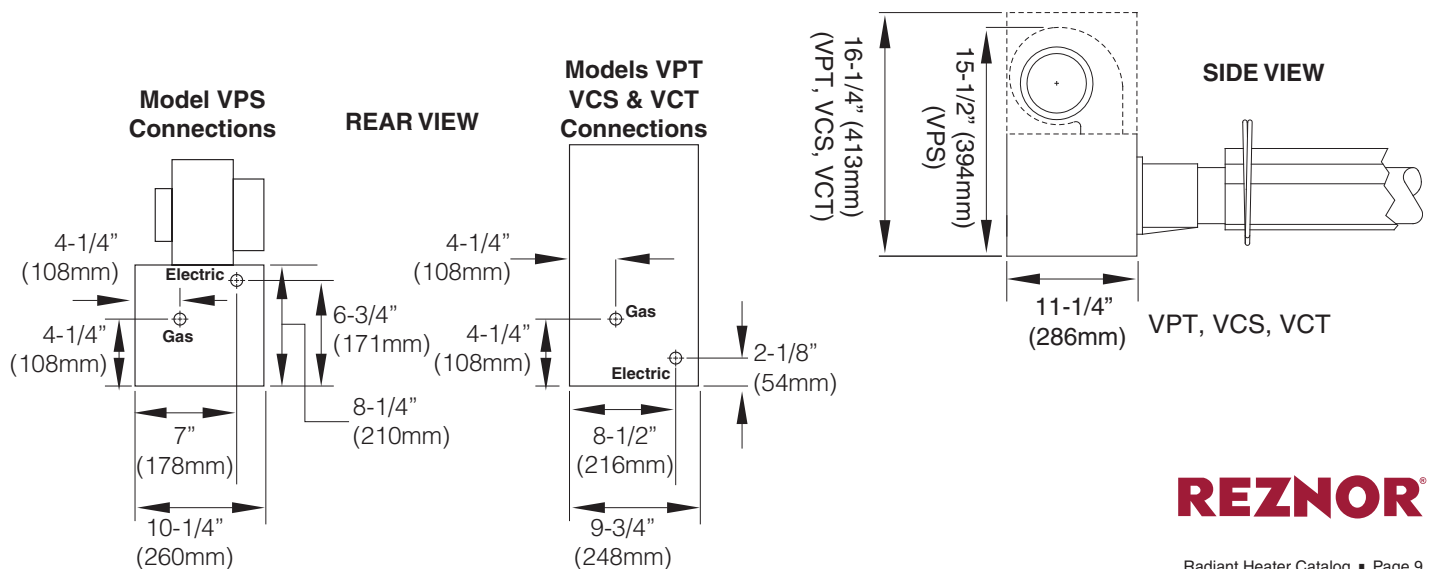 Model VPS
Connections
REAR VIEW
Models VPT
VCS & VCT
Connections
SIDE VIEW
4-1/4”
(108mm)
Electric
Gas
4-1/4”
(108mm)
6-3/4”
(171mm)
8-1/4”
(210mm)
7”
(178mm)
10-1/4”
(260mm)
4-1/4”
(108mm)
Gas
4-1/4”
(108mm)
Electric
2-1/8”
(54mm)
8-1/2”
(216mm)
9-3/4”
(248mm)
16-1/4” (413mm)
(VPT, VCS, VCT)
15-1/2” (394mm)
(VPS)
11-1/4”
(286mm)
VPT, VCS, VCT
REZNOR®
Radiant Heater Catalog ■ Page 9